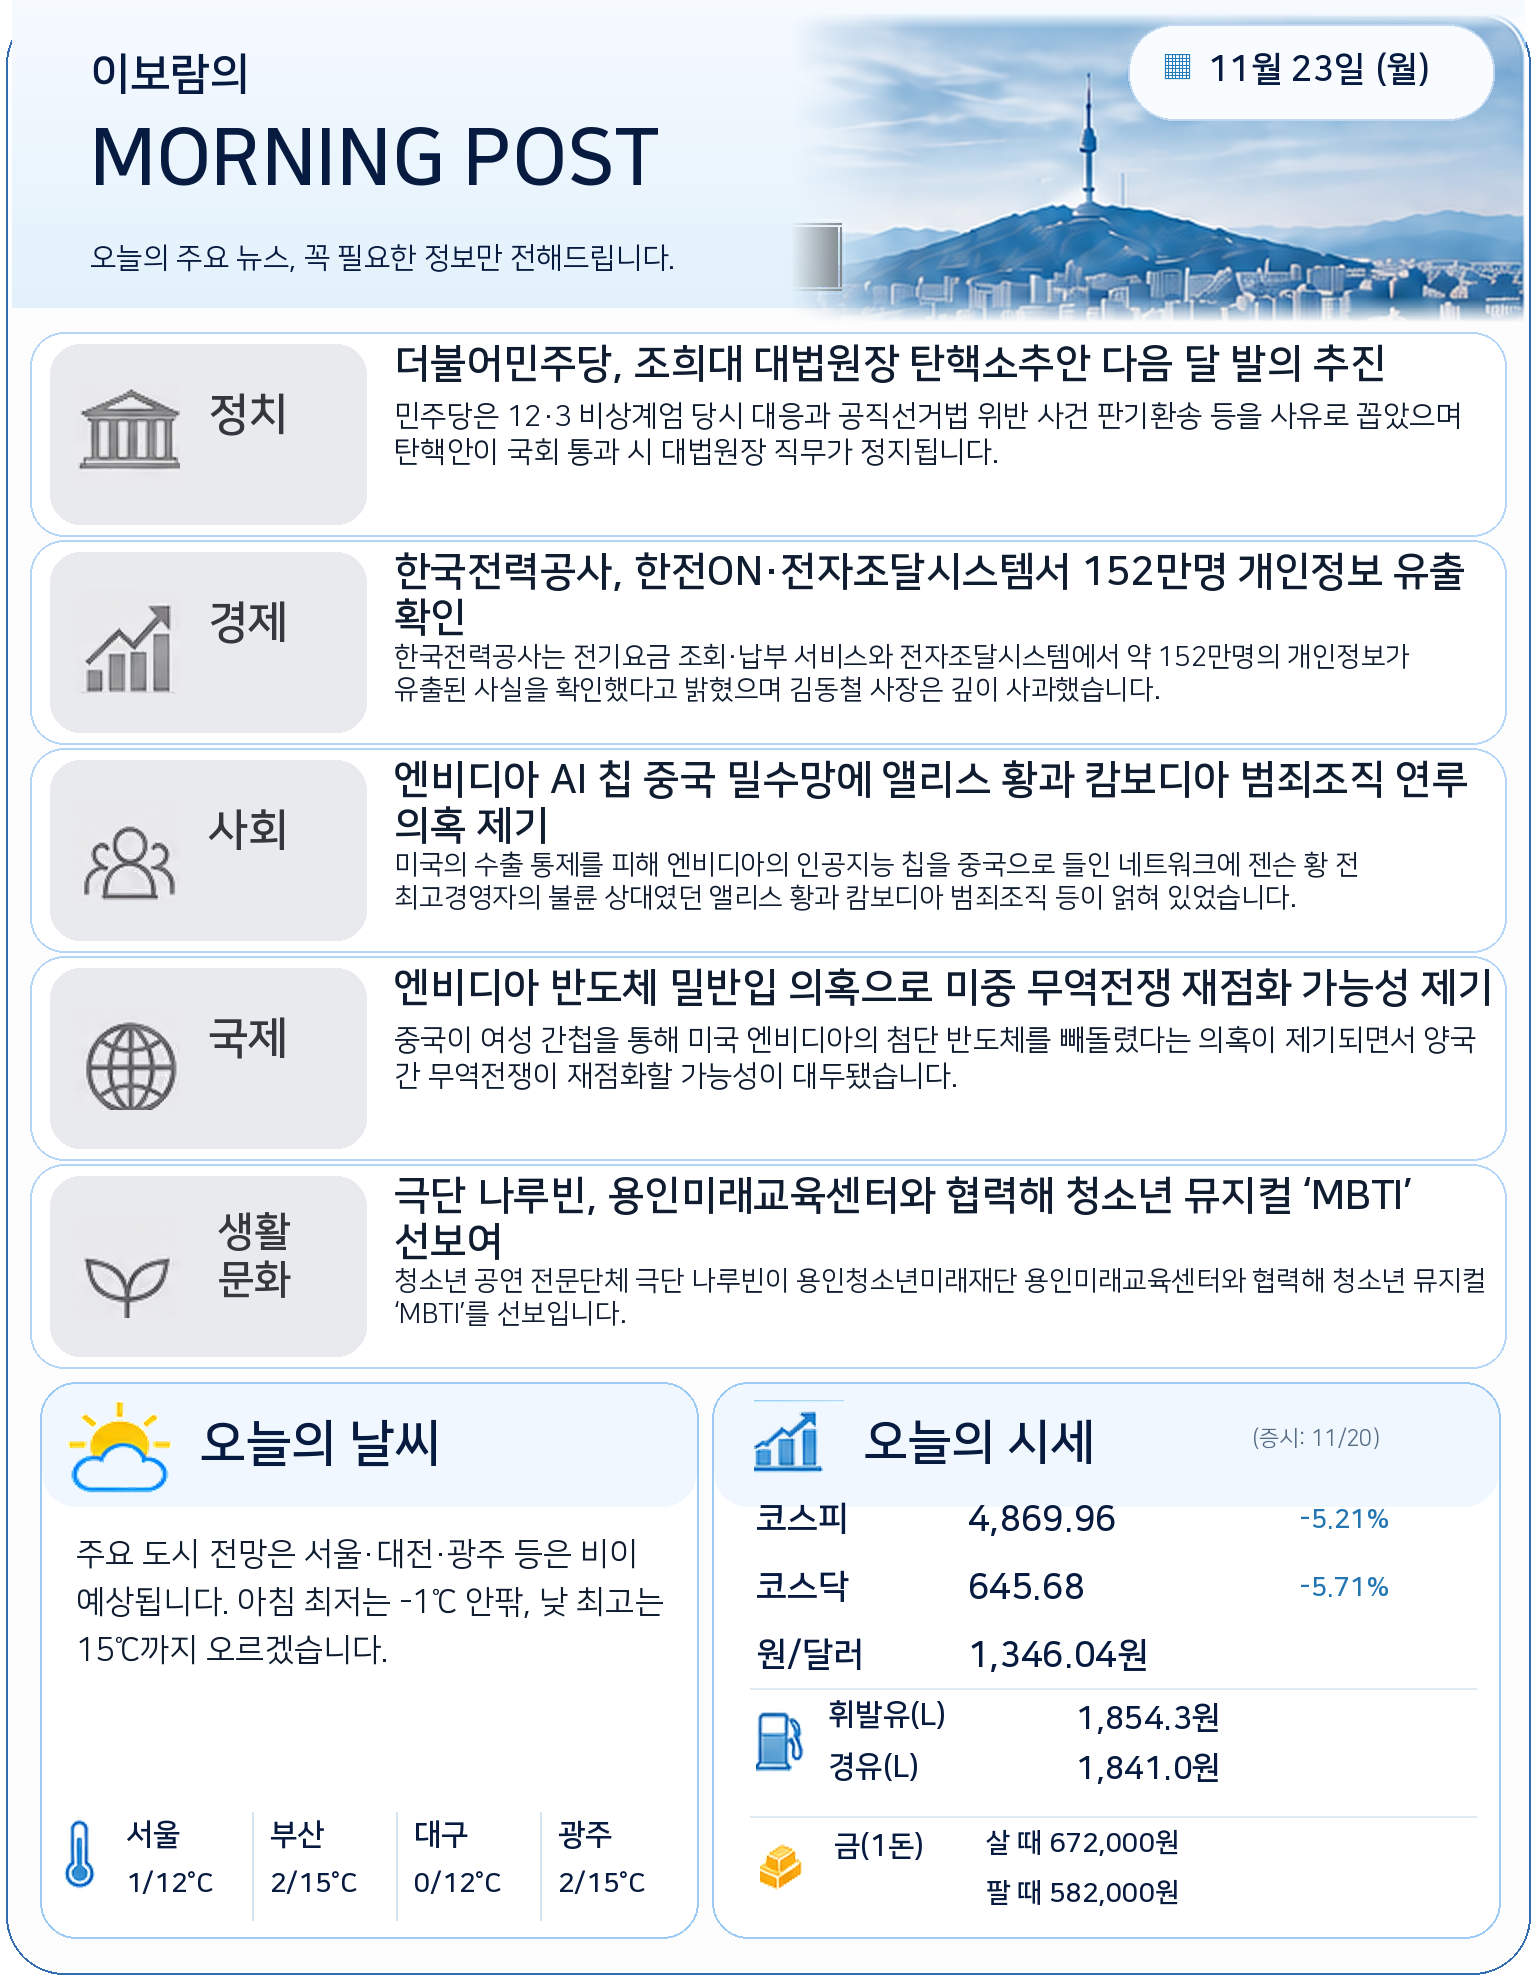 이보람의
MORNING POST
오늘의 주요 뉴스, 꼭 필요한 정보만 전해드립니다.
11월 23일 (월)
정치
더불어민주당, 조희대 대법원장 탄핵소추안 다음 달 발의 추진
민주당은 12·3 비상계엄 당시 대응과 공직선거법 위반 사건 판기환송 등을 사유로 꼽았으며
탄핵안이 국회 통과 시 대법원장 직무가 정지됩니다.
경제
한국전력공사, 한전ON·전자조달시스템서 152만명 개인정보 유출
확인
한국전력공사는 전기요금 조회·납부 서비스와 전자조달시스템에서 약 152만명의 개인정보가
유출된 사실을 확인했다고 밝혔으며 김동철 사장은 깊이 사과했습니다.
사회
엔비디아 AI 칩 중국 밀수망에 앨리스 황과 캄보디아 범죄조직 연루
의혹 제기
미국의 수출 통제를 피해 엔비디아의 인공지능 칩을 중국으로 들인 네트워크에 젠슨 황 전
최고경영자의 불륜 상대였던 앨리스 황과 캄보디아 범죄조직 등이 얽혀 있었습니다.
국제
엔비디아 반도체 밀반입 의혹으로 미중 무역전쟁 재점화 가능성 제기
중국이 여성 간첩을 통해 미국 엔비디아의 첨단 반도체를 빼돌렸다는 의혹이 제기되면서 양국
간 무역전쟁이 재점화할 가능성이 대두됐습니다.
생활
문화
극단 나루빈, 용인미래교육센터와 협력해 청소년 뮤지컬 ‘MBTI’
선보여
청소년 공연 전문단체 극단 나루빈이 용인청소년미래재단 용인미래교육센터와 협력해 청소년 뮤지컬
‘MBTI’를 선보입니다.
오늘의 날씨
주요 도시 전망은 서울·대전·광주 등은 비이
예상됩니다. 아침 최저는 -1℃ 안팎, 낮 최고는
15℃까지 오르겠습니다.
서울 부산 대구 광주
1/12°C 2/15°C 0/12°C 2/15°C
오늘의 시세 (증시: 11/20)
코스피 4,869.96 -5.21%
코스닥 645.68 -5.71%
원/달러 1,346.04원
휘발유(L) 1,854.3원
경유(L) 1,841.0원
금(1돈) 살 때 672,000원
팔 때 582,000원